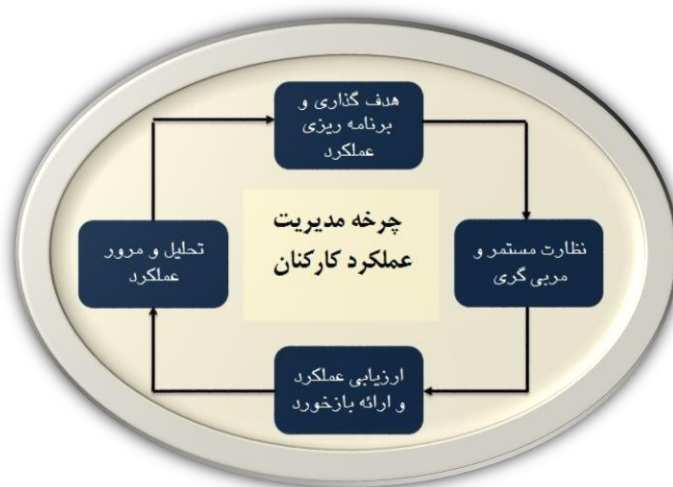 هدف گذاری و
برنامه ریزی
عملکرد
چرخه مدیریت
عملکرد کارکنان
نظارت مستمر و
مربی گری
تحلیل و مرور
عملکرد
ارزیابی عملکرد
و ارائه بازخورد